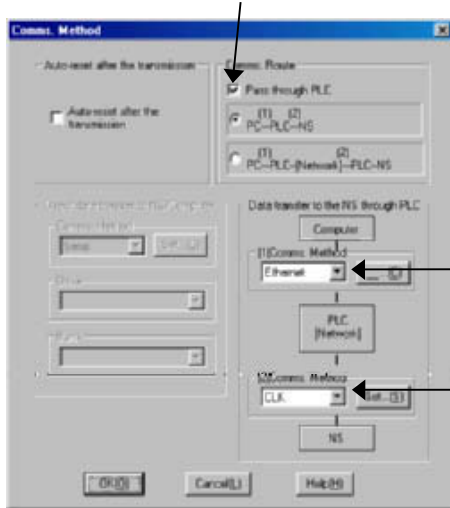 Comms. Method
Auto-reset after the transmission
Auto-reset after the
transmission
Comms. Route
Pass through PLC
(1) (2)
PC-PLC-NS
(1) (2)
PC-PLC-[Network]-PLC-NS
Data transfer to the NS through PLC
Computer
(1)Comms. Method
Ethernet
PLC
[Network]
(2)Comms. Method
CLK
Set...(S)
NS
OK(O)
Cancel(L)
Help(H)